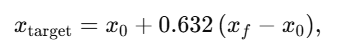 x_target = x_0 + 0.632 (x_f − x_0),